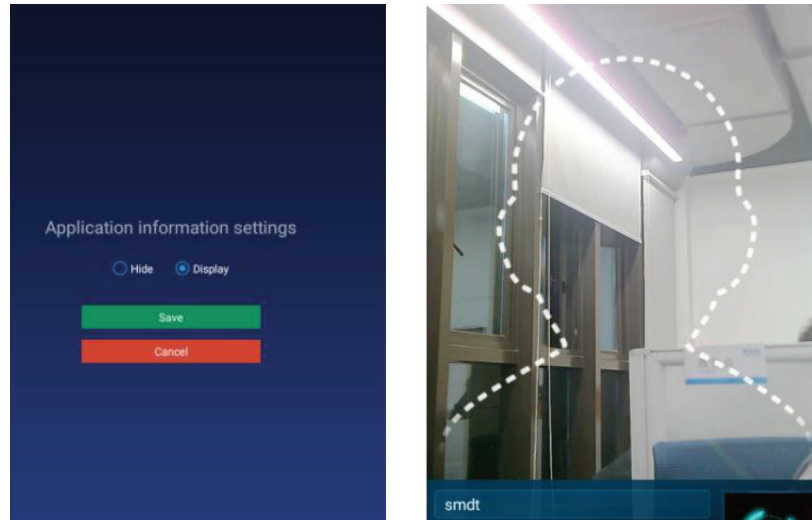 Application information settings
Hide Display
Save
Cancel
smdt